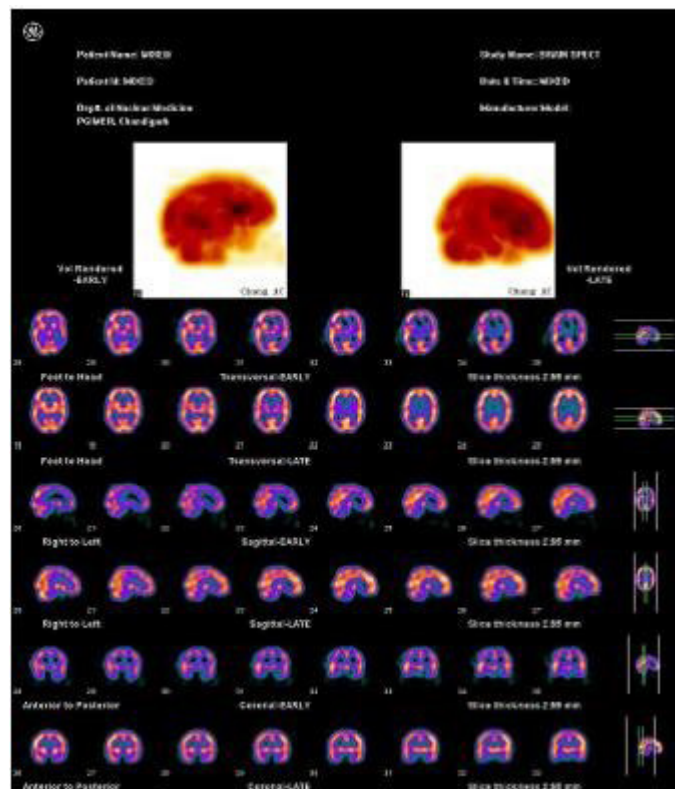 Patient Name: MIXED
Study Name: BRAIN SPECT
Patient Id: MIXED
Date & Time: MIXED
Dept. of Nuclear Medicine
Manufacturer Model:
PGIMER, Chandigarh
Vol Rendered
-EARLY
Chang AC
Vol Rendered
-LATE
Chang AC
Feet to Head Transversal-EARLY Slice thickness 2.95 mm
Feet to Head Transversal-LATE Slice thickness 2.95 mm
Right to Left Sagittal-EARLY Slice thickness 2.95 mm
Right to Left Sagittal-LATE Slice thickness 2.95 mm
Anterior to Posterior Coronal-EARLY Slice thickness 2.95 mm
Anterior to Posterior Coronal-LATE Slice thickness 2.95 mm